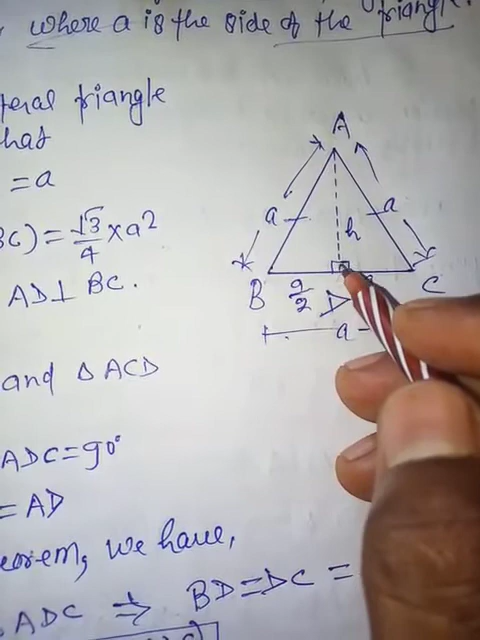 where a is the side of the triangle.
teral triangle
hat
= a
BC) = √3/4 × a²
AD ⊥ BC.
and △ ACD
ADC = 90°
= AD
eorem, we have,
ADC ⇒ BD = DC =
A
a
a
h
B
a/2
D
C
a